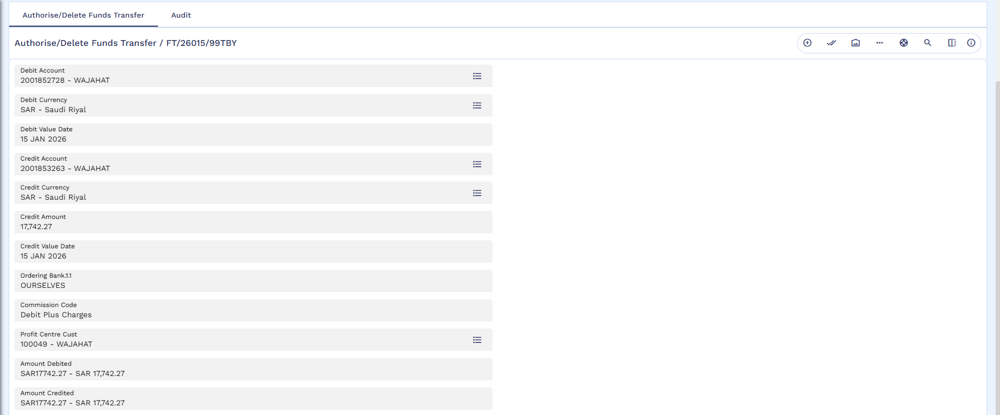 Authorise/Delete Funds Transfer
Audit
Authorise/Delete Funds Transfer / FT/26015/99TBY
Debit Account
2001852728 - WAJAHAT
Debit Currency
SAR - Saudi Riyal
Debit Value Date
15 JAN 2026
Credit Account
2001853263 - WAJAHAT
Credit Currency
SAR - Saudi Riyal
Credit Amount
17,742.27
Credit Value Date
15 JAN 2026
Ordering Bank.1.1
OURSELVES
Commission Code
Debit Plus Charges
Profit Centre Cust
100049 - WAJAHAT
Amount Debited
SAR17742.27 - SAR 17,742.27
Amount Credited
SAR17742.27 - SAR 17,742.27